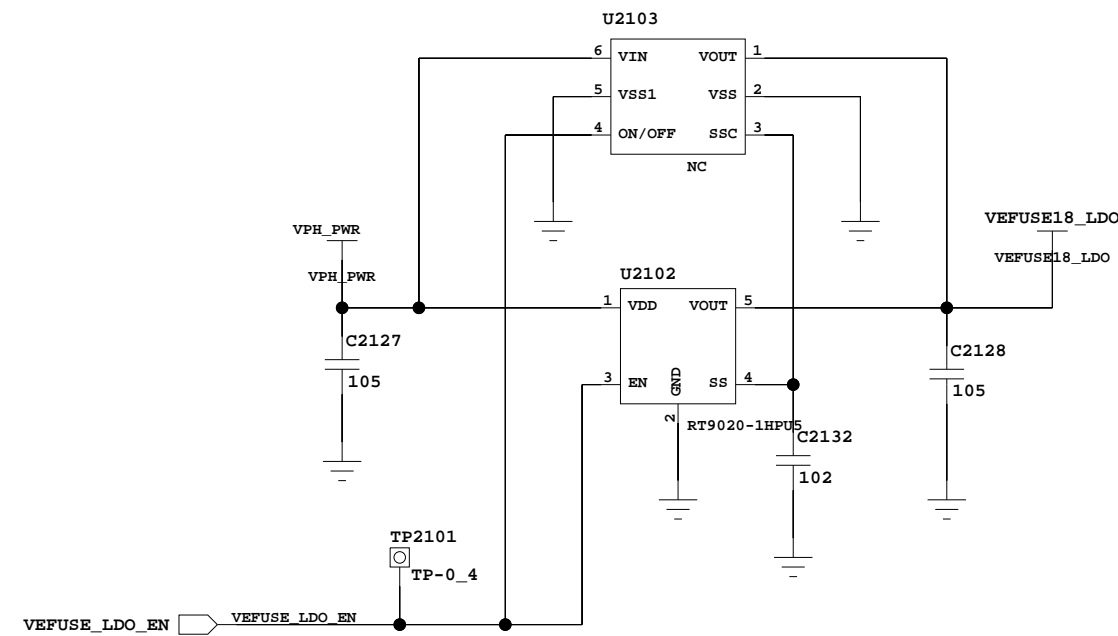 U2103
6 VIN VOUT 1
5 VSS1 VSS 2
4 ON/OFF SSC 3
NC
VPH_PWR
VPH_PWR
VEFUSE18_LDO
VEFUSE18_LDO
U2102
1 VDD VOUT 5
3 EN GND SS 4
2
RT9020-1HPU5
C2127
105
C2128
105
C2132
102
TP2101
TP-0_4
VEFUSE_LDO_EN VEFUSE_LDO_EN